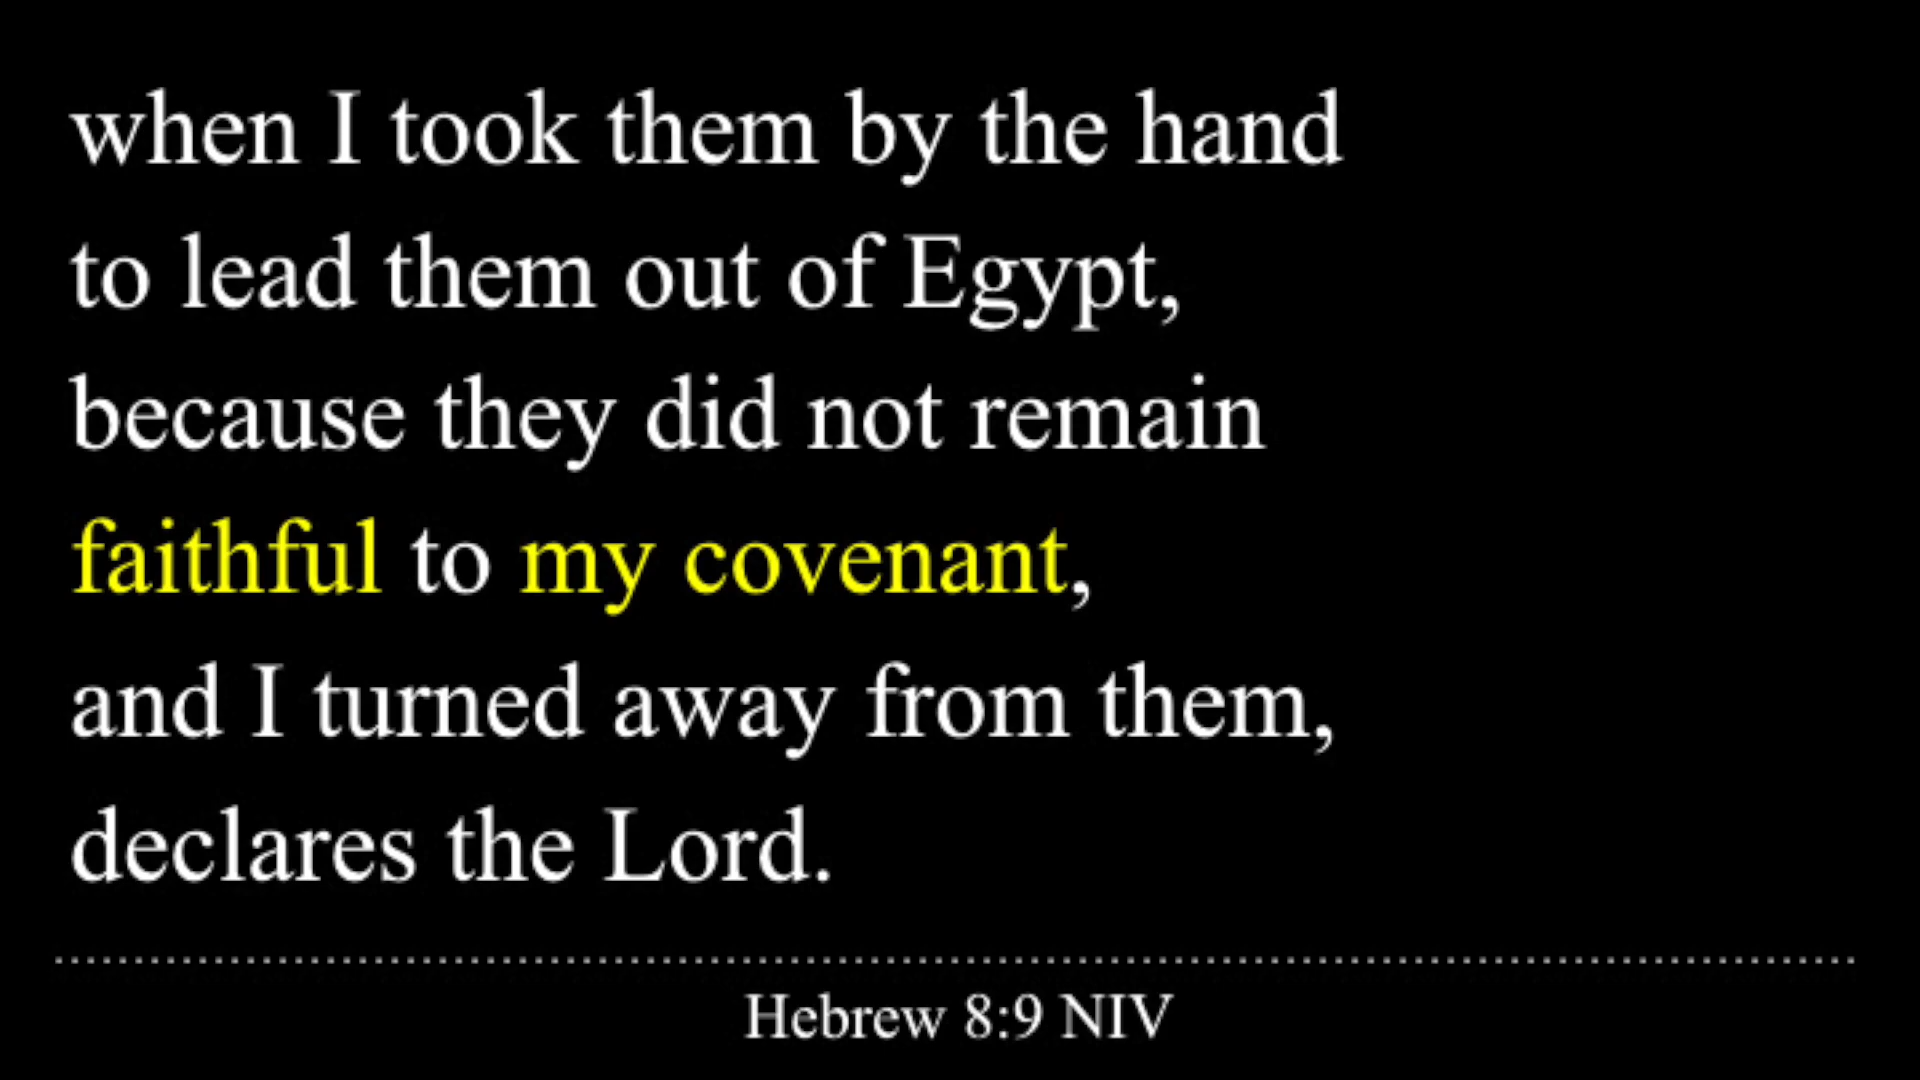 when I took them by the hand
to lead them out of Egypt,
because they did not remain
faithful to my covenant,
and I turned away from them,
declares the Lord.
Hebrew 8:9 NIV